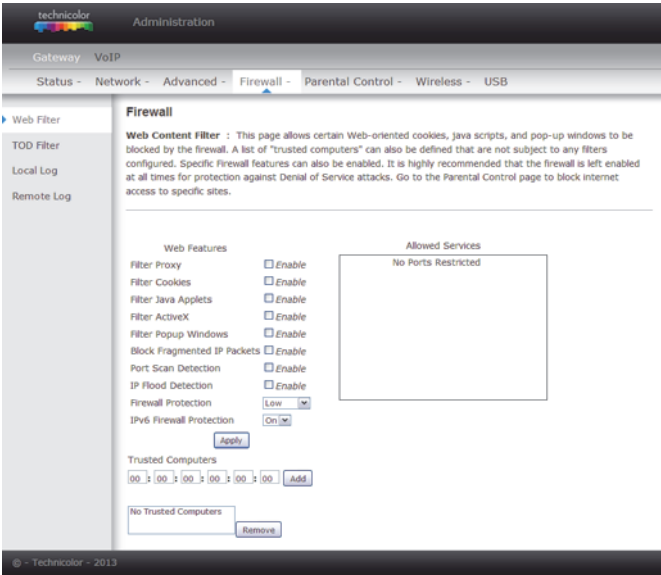 technicolor
Administration
Gateway VoIP
Status - Network - Advanced - Firewall - Parental Control - Wireless - USB
Web Filter
TOD Filter
Local Log
Remote Log
Firewall
Web Content Filter : This page allows certain Web-oriented cookies, java scripts, and pop-up windows to be
blocked by the firewall. A list of "trusted computers" can also be defined that are not subject to any filters
configured. Specific Firewall features can also be enabled. It is highly recommended that the firewall is left enabled
at all times for protection against Denial of Service attacks. Go to the Parental Control page to block internet
access to specific sites.
Web Features
Filter Proxy Enable
Filter Cookies Enable
Filter Java Applets Enable
Filter ActiveX Enable
Filter Popup Windows Enable
Block Fragmented IP Packets Enable
Port Scan Detection Enable
IP Flood Detection Enable
Firewall Protection Low
IPv6 Firewall Protection On
Apply
Allowed Services
No Ports Restricted
Trusted Computers
00 : 00 : 00 : 00 : 00 : 00 Add
No Trusted Computers
Remove
© - Technicolor - 2013